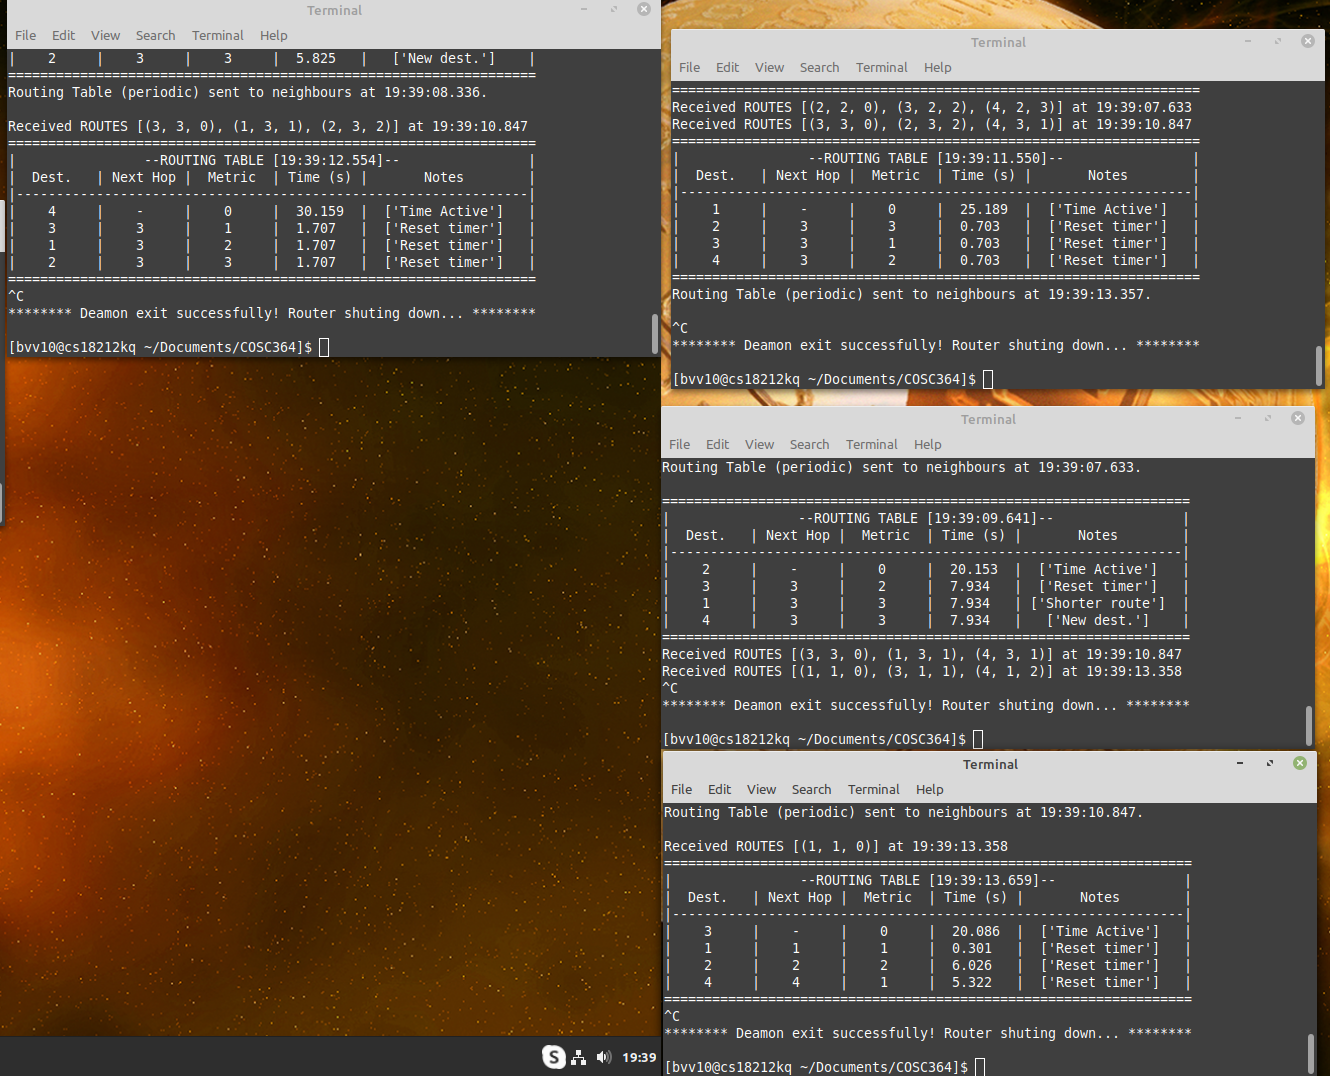 Terminal
File Edit View Search Terminal Help
| 2 | 3 | 3 | 5.825 | ['New dest.'] |
=================================================================
Routing Table (periodic) sent to neighbours at 19:39:08.336.
Received ROUTES [(3, 3, 0), (1, 3, 1), (2, 3, 2)] at 19:39:10.847
=================================================================
| --ROUTING TABLE [19:39:12.554]-- |
| Dest. | Next Hop | Metric | Time (s) | Notes |
|---------------------------------------------------------------|
| 4 | - | 0 | 30.159 | ['Time Active'] |
| 3 | 3 | 1 | 1.707 | ['Reset timer'] |
| 1 | 3 | 2 | 1.707 | ['Reset timer'] |
| 2 | 3 | 3 | 1.707 | ['Reset timer'] |
=================================================================
^C
******** Deamon exit successfully! Router shuting down... ********
[bvv10@cs18212kq ~/Documents/COSC364]$
Terminal
File Edit View Search Terminal Help
=================================================================
Received ROUTES [(2, 2, 0), (3, 2, 2), (4, 2, 3)] at 19:39:07.633
Received ROUTES [(3, 3, 0), (2, 3, 2), (4, 3, 1)] at 19:39:10.847
=================================================================
| --ROUTING TABLE [19:39:11.550]-- |
| Dest. | Next Hop | Metric | Time (s) | Notes |
|---------------------------------------------------------------|
| 1 | - | 0 | 25.189 | ['Time Active'] |
| 2 | 3 | 3 | 0.703 | ['Reset timer'] |
| 3 | 3 | 1 | 0.703 | ['Reset timer'] |
| 4 | 3 | 2 | 0.703 | ['Reset timer'] |
=================================================================
Routing Table (periodic) sent to neighbours at 19:39:13.357.
^C
******** Deamon exit successfully! Router shuting down... ********
[bvv10@cs18212kq ~/Documents/COSC364]$
Terminal
File Edit View Search Terminal Help
Routing Table (periodic) sent to neighbours at 19:39:07.633.
=================================================================
| --ROUTING TABLE [19:39:09.641]-- |
| Dest. | Next Hop | Metric | Time (s) | Notes |
|---------------------------------------------------------------|
| 2 | - | 0 | 20.153 | ['Time Active'] |
| 3 | 3 | 2 | 7.934 | ['Reset timer'] |
| 1 | 3 | 3 | 7.934 | ['Shorter route'] |
| 4 | 3 | 3 | 7.934 | ['New dest.'] |
=================================================================
Received ROUTES [(3, 3, 0), (1, 3, 1), (4, 3, 1)] at 19:39:10.847
Received ROUTES [(1, 1, 0), (3, 1, 1), (4, 1, 2)] at 19:39:13.358
^C
******** Deamon exit successfully! Router shuting down... ********
[bvv10@cs18212kq ~/Documents/COSC364]$
Terminal
File Edit View Search Terminal Help
Routing Table (periodic) sent to neighbours at 19:39:10.847.
Received ROUTES [(1, 1, 0)] at 19:39:13.358
=================================================================
| --ROUTING TABLE [19:39:13.659]-- |
| Dest. | Next Hop | Metric | Time (s) | Notes |
|---------------------------------------------------------------|
| 3 | - | 0 | 20.086 | ['Time Active'] |
| 1 | 1 | 1 | 0.301 | ['Reset timer'] |
| 2 | 2 | 2 | 6.026 | ['Reset timer'] |
| 4 | 4 | 1 | 5.322 | ['Reset timer'] |
=================================================================
^C
******** Deamon exit successfully! Router shuting down... ********
[bvv10@cs18212kq ~/Documents/COSC364]$
S 19:39